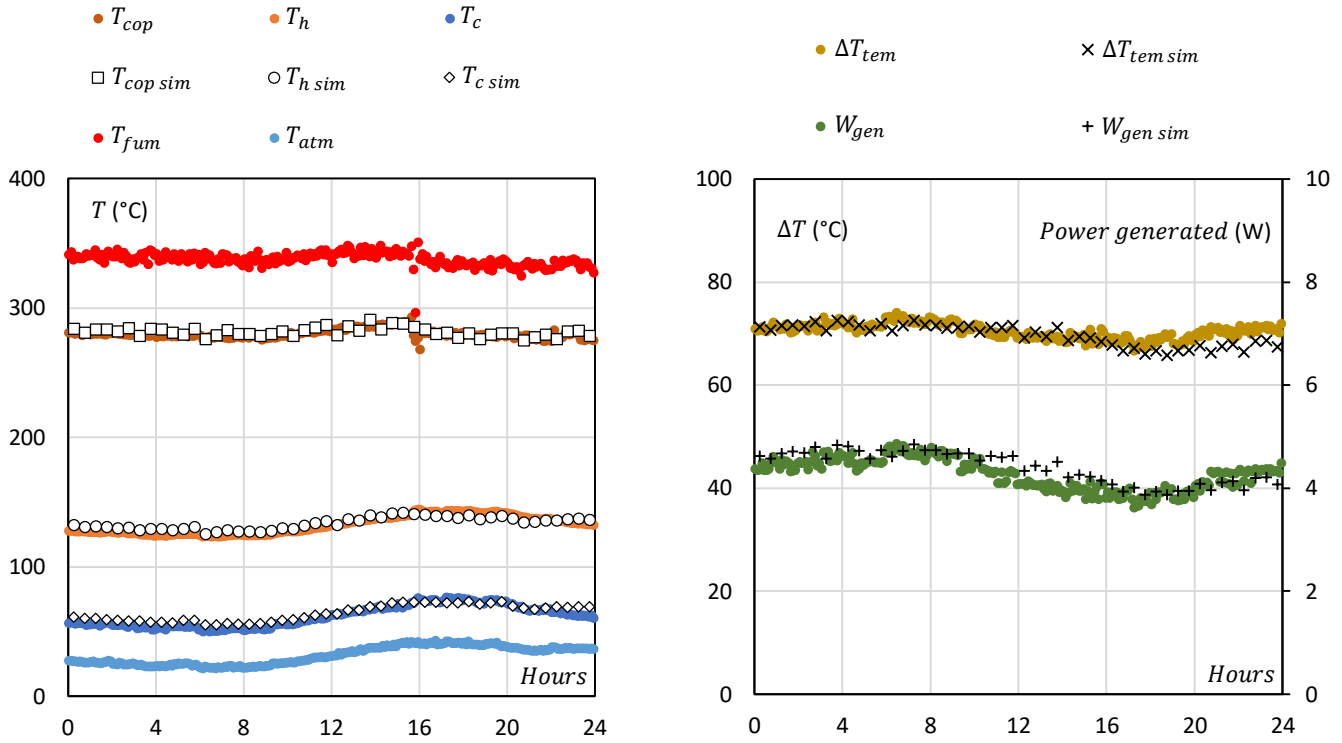 T_cop T_h T_c
T_cop sim T_h sim T_c sim
T_fum T_atm
400
300
200
100
0
T (°C)
Hours
0 4 8 12 16 20 24
ΔT_tem ΔT_tem sim
W_gen W_gen sim
100
80
60
40
20
0
ΔT (°C)
Power generated (W)
10
8
6
4
2
0
Hours
0 4 8 12 16 20 24